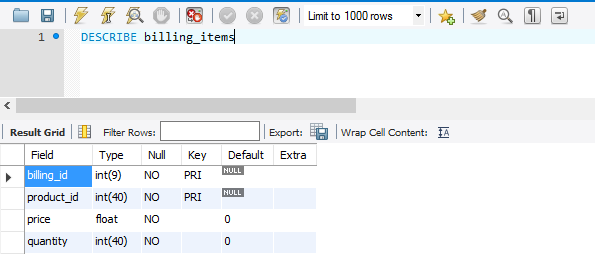 Limit to 1000 rows
1 DESCRIBE billing_items
Result Grid Filter Rows: Export: Wrap Cell Content: IA
Field Type Null Key Default Extra
billing_id int(9) NO PRI NULL
product_id int(40) NO PRI NULL
price float NO 0
quantity int(40) NO 0